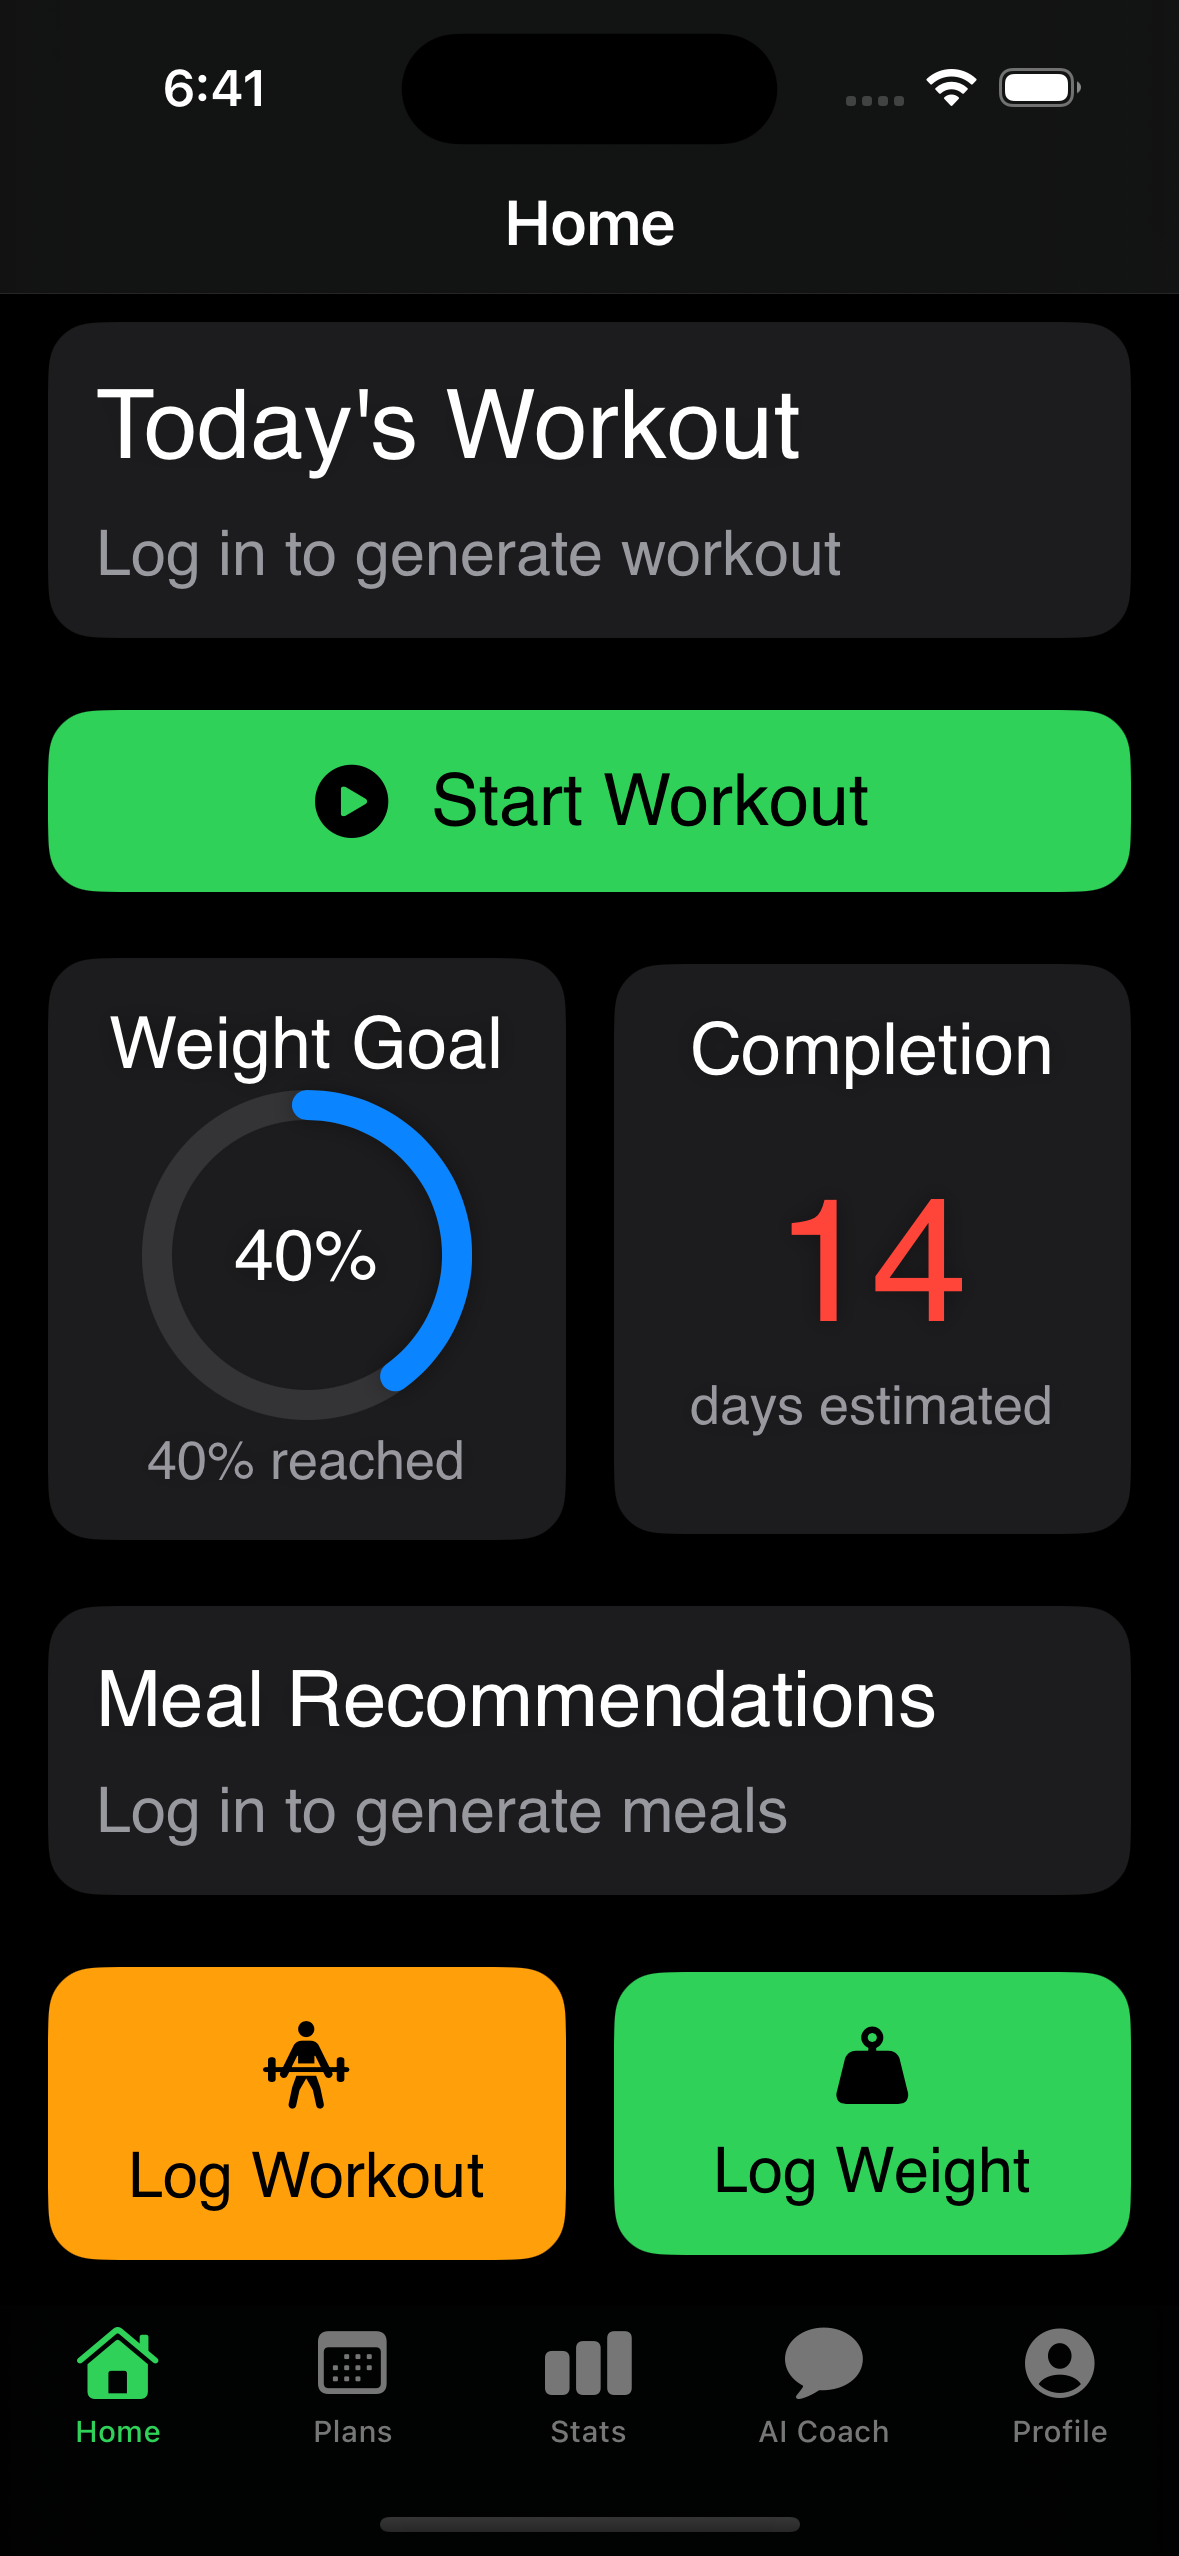 6:41
Home
Today's Workout
Log in to generate workout
Start Workout
Weight Goal
40%
40% reached
Completion
14
days estimated
Meal Recommendations
Log in to generate meals
Log Workout
Log Weight
Home
Plans
Stats
AI Coach
Profile